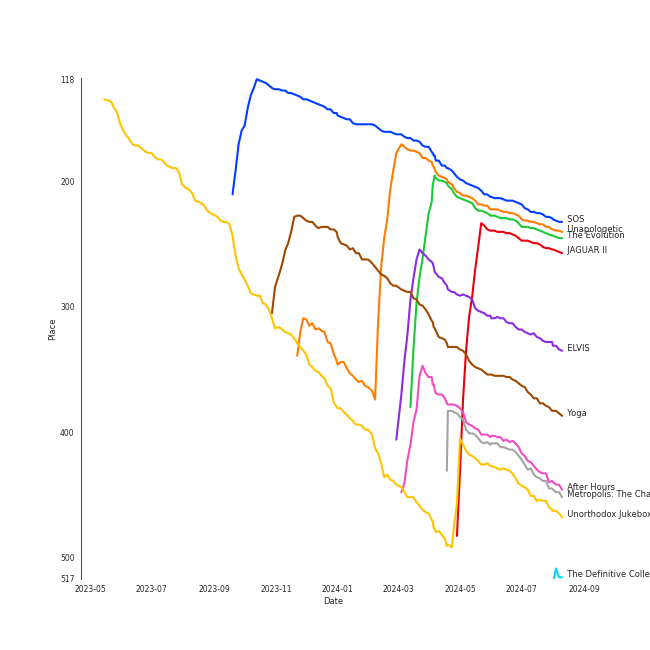 118
200
300
400
500
517
Place
2023-05
2023-07
2023-09
2023-11
2024-01
2024-03
2024-05
2024-07
2024-09
Date
SOS
Unapologetic
The Evolution
JAGUAR II
ELVIS
Yoga
After Hours
Metropolis: The Cha
Unorthodox Jukebox
The Definitive Colle